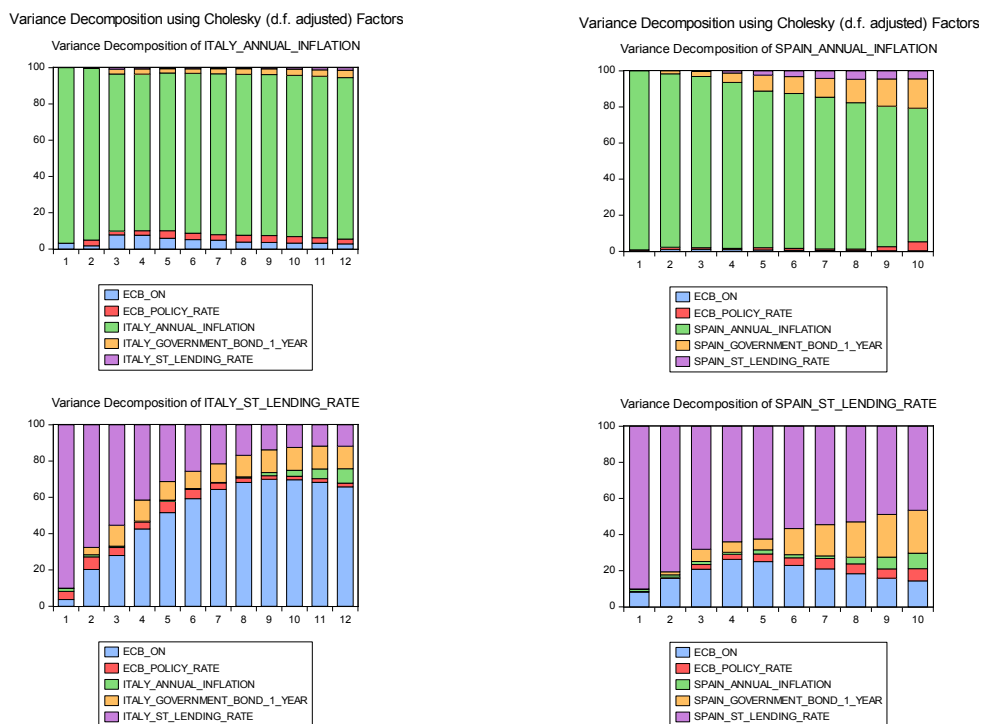 Variance Decomposition using Cholesky (d.f. adjusted) Factors
Variance Decomposition of ITALY_ANNUAL_INFLATION
100
80
60
40
20
0
1 2 3 4 5 6 7 8 9 10 11 12
ECB_ON
ECB_POLICY_RATE
ITALY_ANNUAL_INFLATION
ITALY_GOVERNMENT_BOND_1_YEAR
ITALY_ST_LENDING_RATE
Variance Decomposition of ITALY_ST_LENDING_RATE
100
80
60
40
20
0
1 2 3 4 5 6 7 8 9 10 11 12
ECB_ON
ECB_POLICY_RATE
ITALY_ANNUAL_INFLATION
ITALY_GOVERNMENT_BOND_1_YEAR
ITALY_ST_LENDING_RATE
Variance Decomposition using Cholesky (d.f. adjusted) Factors
Variance Decomposition of SPAIN_ANNUAL_INFLATION
100
80
60
40
20
0
1 2 3 4 5 6 7 8 9 10
ECB_ON
ECB_POLICY_RATE
SPAIN_ANNUAL_INFLATION
SPAIN_GOVERNMENT_BOND_1_YEAR
SPAIN_ST_LENDING_RATE
Variance Decomposition of SPAIN_ST_LENDING_RATE
100
80
60
40
20
0
1 2 3 4 5 6 7 8 9 10
ECB_ON
ECB_POLICY_RATE
SPAIN_ANNUAL_INFLATION
SPAIN_GOVERNMENT_BOND_1_YEAR
SPAIN_ST_LENDING_RATE